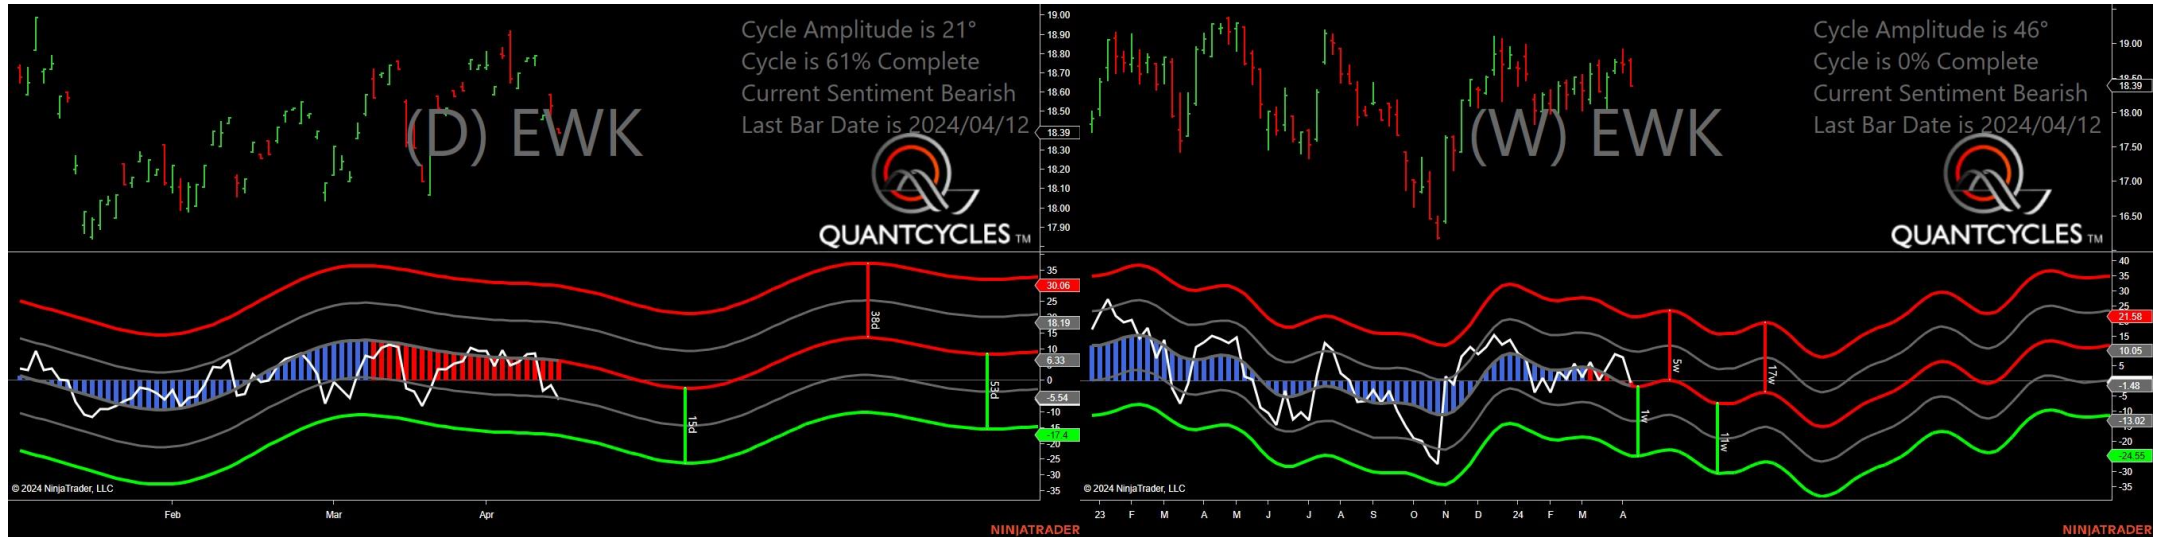 Cycle Amplitude is 21°
Cycle is 61% Complete
Current Sentiment Bearish
Last Bar Date is 2024/04/12
(D) EWK
QUANTCYCLES TM
19.00
18.90
18.80
18.70
18.60
18.50
18.39
18.30
18.20
18.10
18.00
17.90
35
30.06
25
18.19
15
10
6.33
0
-5.54
-10
-17.4
-20
-25
-30
-35
38d
15d
53d
© 2024 NinjaTrader, LLC
Feb
Mar
Apr
NINJATRADER
Cycle Amplitude is 46°
Cycle is 0% Complete
Current Sentiment Bearish
Last Bar Date is 2024/04/12
(W) EWK
QUANTCYCLES TM
19.00
18.50
18.39
18.00
17.50
17.00
16.50
40
35
30
25
21.58
15
10.05
5
-1.48
-5
-10
-13.02
-20
-24.55
-30
-35
5w
17w
1w
11w
© 2024 NinjaTrader, LLC
23 F M A M J J A S O N D 24 F M A
NINJATRADER